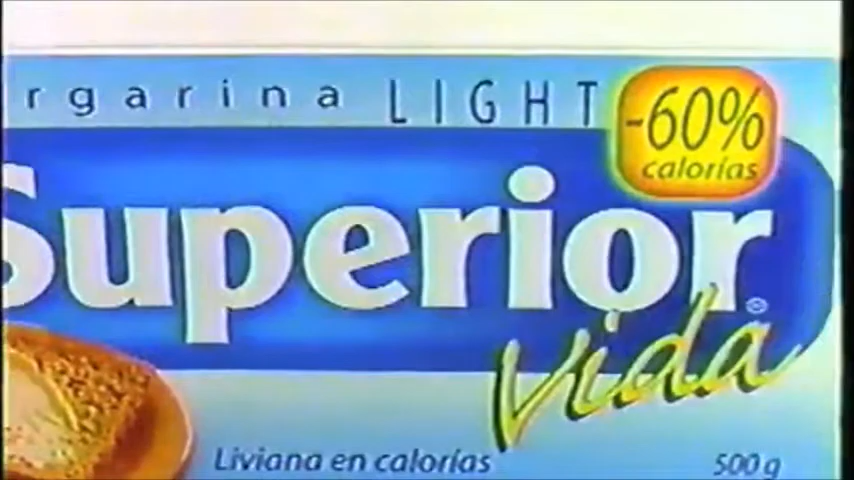 rgarina LIGHT
-60%
calorías
Superior®
Vida
Liviana en calorías
500 g